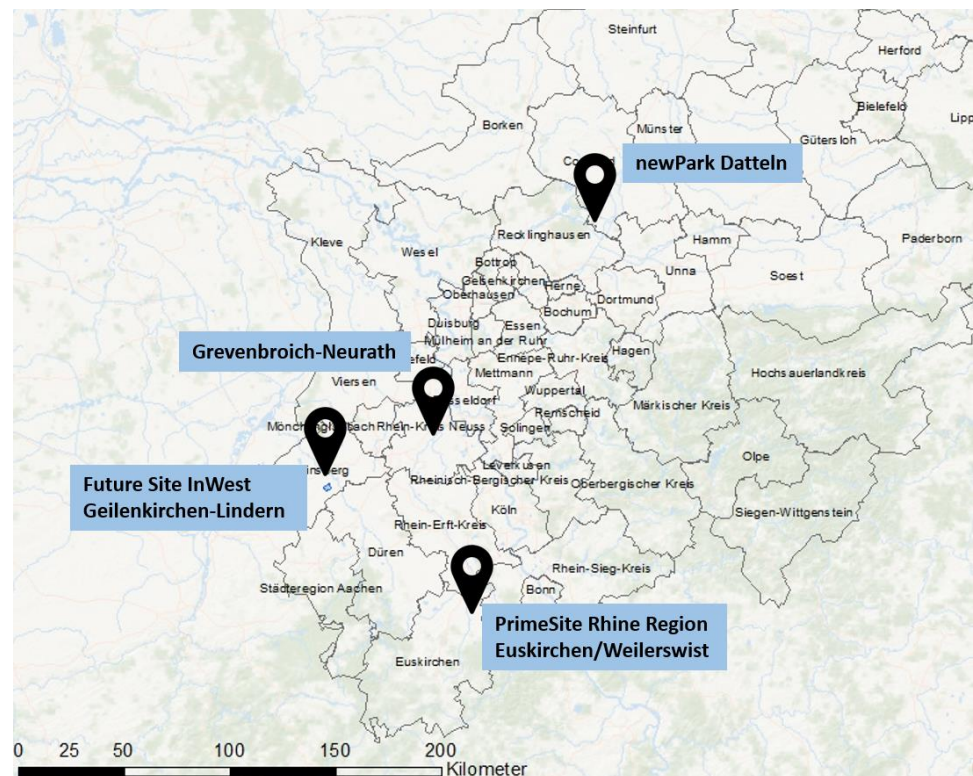 Steinfurt
Herford
Bielefeld
Lipp
Borken
Münster
Gütersloh
newPark Datteln
Kleve
Recklinghausen
Hamm
Paderborn
Wesel
Unna
Soest
Bottrop
Gelsenkirchen
Herne
Oberhausen
Dortmund
Bochum
Duisburg
Essen
Mülheim an der Ruhr
Grevenbroich-Neurath
Ennepe-Ruhr-Kreis
Hagen
Mettmann
Hochsauerlandkreis
Viersen
Wuppertal
Remscheid
Märkischer Kreis
Rhein-Kreis Neuss
Solingen
Olpe
Leverkusen
Future Site InWest
Geilenkirchen-Lindern
Rheinisch-Bergischer Kreis
Oberbergischer Kreis
Köln
Siegen-Wittgenstein
Rhein-Erft-Kreis
Düren
Rhein-Sieg-Kreis
Städteregion Aachen
Bonn
PrimeSite Rhine Region
Euskirchen/Weilerswist
Euskirchen
0 25 50 100 150 200
Kilometer